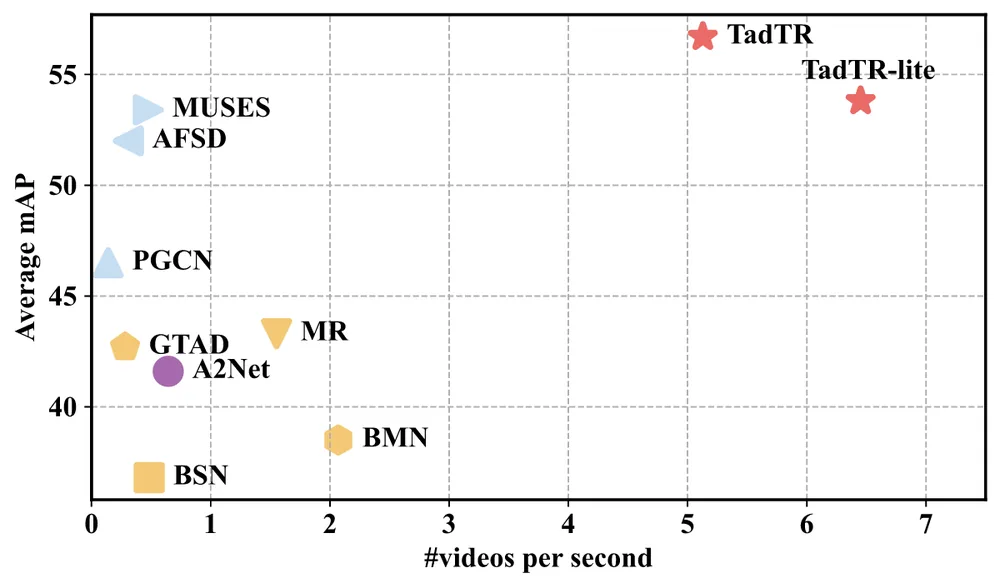 TadTR
TadTR-lite
55
MUSES
AFSD
50
PGCN
45
MR
GTAD
A2Net
40
BMN
BSN
Average mAP
0 1 2 3 4 5 6 7
#videos per second